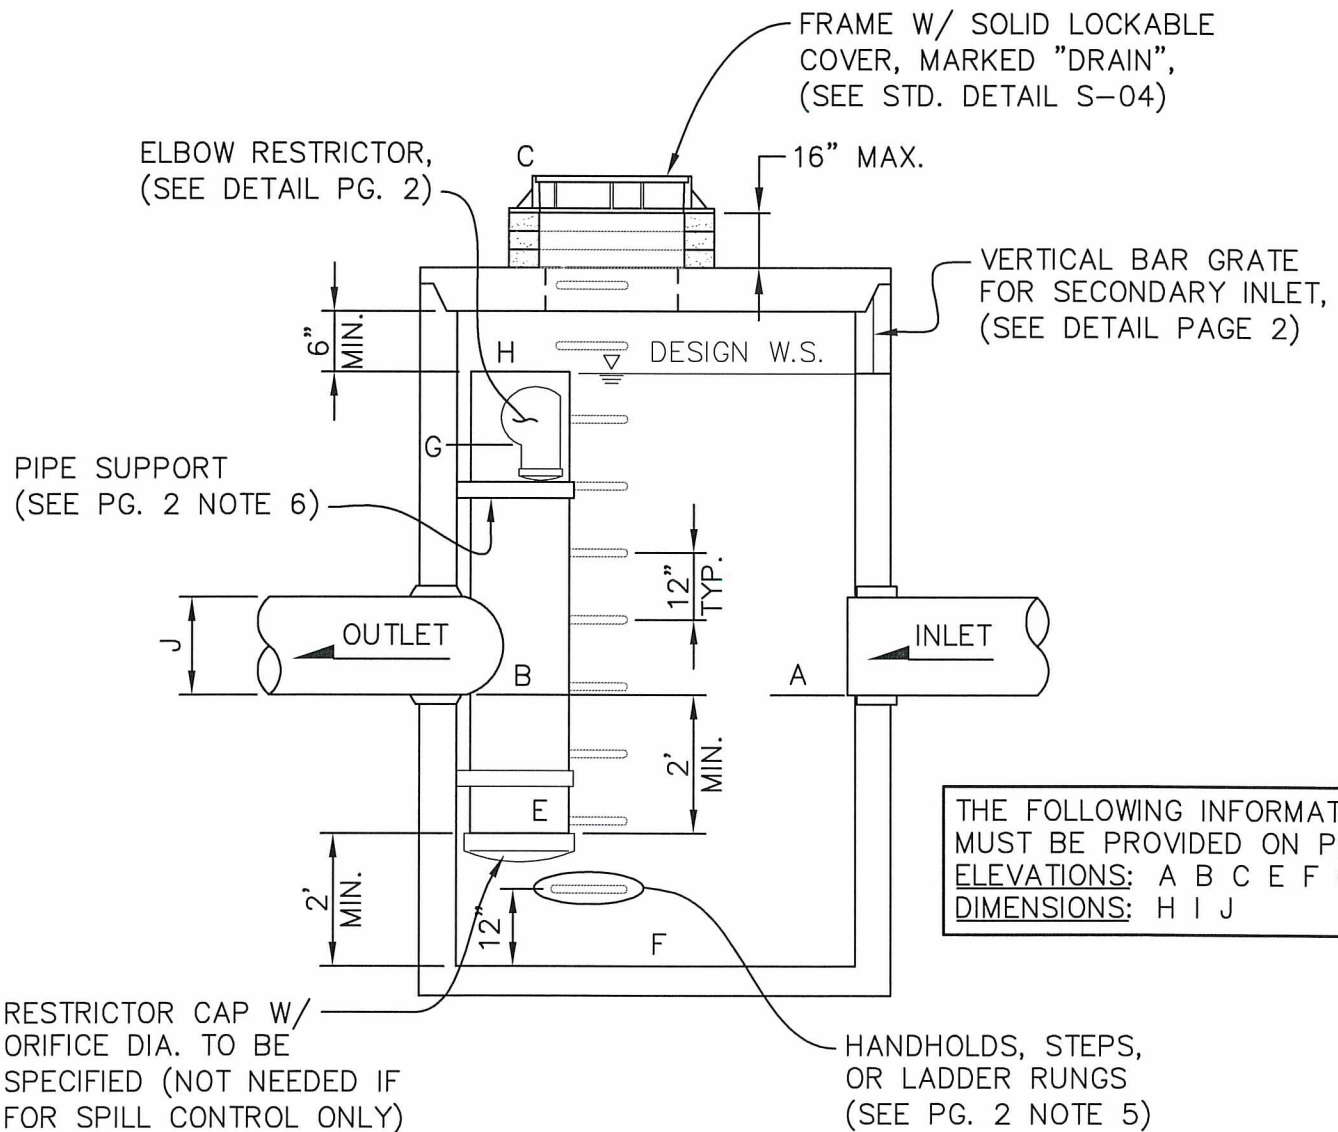 FRAME W/ SOLID LOCKABLE
COVER, MARKED "DRAIN",
(SEE STD. DETAIL S-04)
ELBOW RESTRICTOR,
(SEE DETAIL PG. 2)
C
16" MAX.
VERTICAL BAR GRATE
FOR SECONDARY INLET,
(SEE DETAIL PAGE 2)
6"
MIN.
H
DESIGN W.S.
G
PIPE SUPPORT
(SEE PG. 2 NOTE 6)
12"
TYP.
J
OUTLET
INLET
B
A
2'
MIN.
E
THE FOLLOWING INFORMAT
MUST BE PROVIDED ON P
ELEVATIONS: A B C E F
DIMENSIONS: H I J
2'
MIN.
12"
F
RESTRICTOR CAP W/
ORIFICE DIA. TO BE
SPECIFIED (NOT NEEDED IF
FOR SPILL CONTROL ONLY)
HANDHOLDS, STEPS,
OR LADDER RUNGS
(SEE PG. 2 NOTE 5)